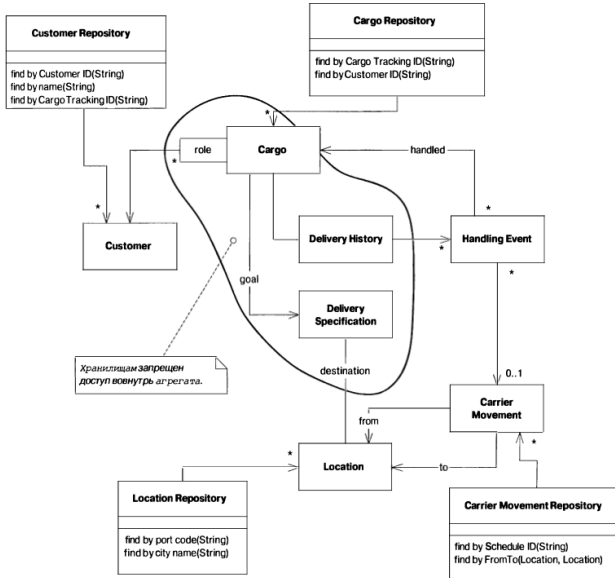 Customer Repository
find by Customer ID(String)
find by name(String)
find by Cargo Tracking ID(String)
Cargo Repository
find by Cargo Tracking ID(String)
find by Customer ID(String)
*
role
*
Cargo
handled
*
Customer
Delivery History
*
*
Handling Event
*
goal
Delivery
Specification
Хранилищам запрещен
доступ вовнутрь агрегата.
destination
0..1
Carrier
Movement
from
*
*
Location
to
Location Repository
find by port code(String)
find by city name(String)
Carrier Movement Repository
find by Schedule ID(String)
find by FromTo(Location, Location)